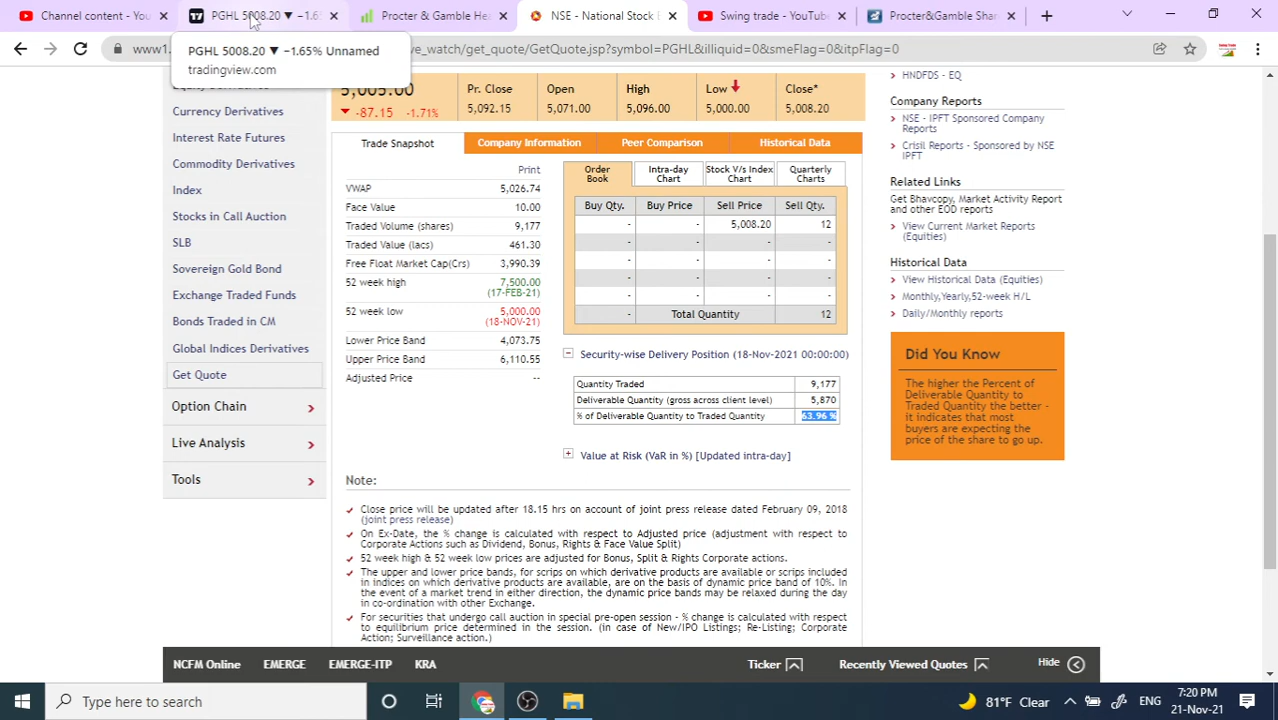 Channel content - You
PGHL 5008.20 ▼ −1.65
Procter & Gamble Hea
NSE - National Stock E
Swing trade - YouTube
Procter&Gamble Shar
www1.
ve_watch/get_quote/GetQuote.jsp?symbol=PGHL&illiquid=0&smeFlag=0&itpFlag=0
PGHL 5008.20 ▼ −1.65% Unnamed
tradingview.com
Currency Derivatives
Interest Rate Futures
Commodity Derivatives
Index
Stocks in Call Auction
SLB
Sovereign Gold Bond
Exchange Traded Funds
Bonds Traded in CM
Global Indices Derivatives
Get Quote
Option Chain
Live Analysis
Tools
5,005.00
-87.15 -1.71%
Pr. Close
5,092.15
Open
5,071.00
High
5,096.00
Low
5,000.00
Close*
5,008.20
Trade Snapshot
Company Information
Peer Comparison
Historical Data
Print
VWAP 5,026.74
Face Value 10.00
Traded Volume (shares) 9,177
Traded Value (lacs) 461.30
Free Float Market Cap(Crs) 3,990.39
52 week high 7,500.00
(17-FEB-21)
52 week low 5,000.00
(18-NOV-21)
Lower Price Band 4,073.75
Upper Price Band 6,110.55
Adjusted Price --
Order
Book
Intra-day
Chart
Stock V/s Index
Chart
Quarterly
Charts
Buy Qty. Buy Price Sell Price Sell Qty.
- - 5,008.20 12
- - - -
- - - -
- - - -
- - - -
- Total Quantity 12
Security-wise Delivery Position (18-Nov-2021 00:00:00)
Quantity Traded 9,177
Deliverable Quantity (gross across client level) 5,870
% of Deliverable Quantity to Traded Quantity 63.96 %
Value at Risk (VaR in %) [Updated intra-day]
Note:
Close price will be updated after 18.15 hrs on account of joint press release dated February 09, 2018
(joint press release)
On Ex-Date, the % change is calculated with respect to Adjusted price (adjustment with respect to
Corporate Actions such as Dividend, Bonus, Rights & Face Value Split)
52 week high & 52 week low prices are adjusted for Bonus, Split & Rights Corporate actions.
The upper and lower price bands, for scrips on which derivative products are available or scrips included
in indices on which derivative products are available, are on the basis of dynamic price band of 10%. In
the event of a market trend in either direction, the dynamic price bands may be relaxed during the day
in co-ordination with other Exchange.
For securities that undergo call auction in special pre-open session - % change is calculated with respect
to equilibrium price determined in the session. (in case of New/IPO Listings; Re-Listing; Corporate
Action; Surveillance action.)
HNDFDS - EQ
Company Reports
NSE - IPFT Sponsored Company
Reports
Crisil Reports - Sponsored by NSE
IPFT
Related Links
Get Bhavcopy, Market Activity Report
and other EOD reports
View Current Market Reports
(Equities)
Historical Data
View Historical Data (Equities)
Monthly,Yearly,52-week H/L
Daily/Monthly reports
Did You Know
The higher the Percent of
Deliverable Quantity to
Traded Quantity the better -
it indicates that most
buyers are expecting the
price of the share to go up.
NCFM Online EMERGE EMERGE-ITP KRA
Ticker Recently Viewed Quotes Hide
Type here to search
81°F Clear
ENG
7:20 PM
21-Nov-21